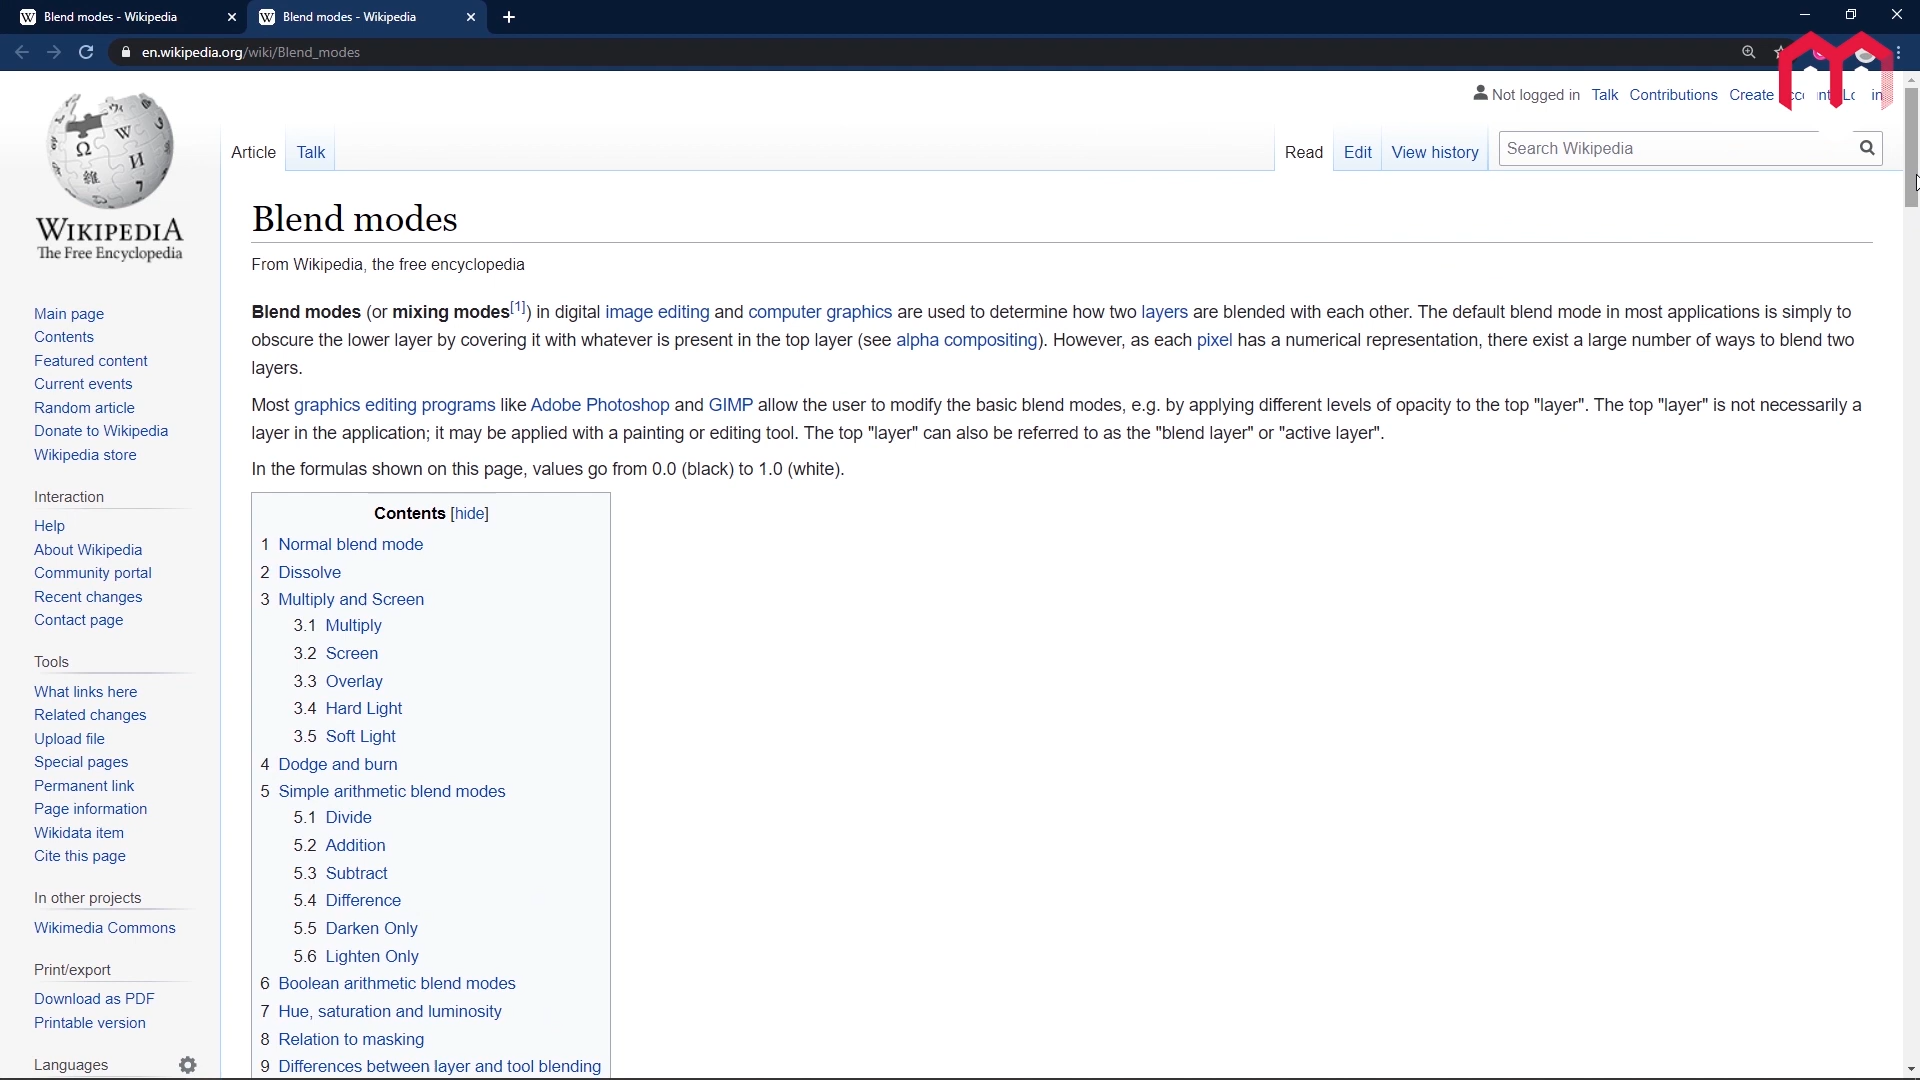 Blend modes - Wikipedia
Blend modes - Wikipedia
en.wikipedia.org/wiki/Blend_modes
Not logged in Talk Contributions Create
Article Talk
Read Edit View history Search Wikipedia
WIKIPEDIA
The Free Encyclopedia
Main page
Contents
Featured content
Current events
Random article
Donate to Wikipedia
Wikipedia store
Interaction
Help
About Wikipedia
Community portal
Recent changes
Contact page
Tools
What links here
Related changes
Upload file
Special pages
Permanent link
Page information
Wikidata item
Cite this page
In other projects
Wikimedia Commons
Print/export
Download as PDF
Printable version
Languages
Blend modes
From Wikipedia, the free encyclopedia
Blend modes (or mixing modes[1]) in digital image editing and computer graphics are used to determine how two layers are blended with each other. The default blend mode in most applications is simply to
obscure the lower layer by covering it with whatever is present in the top layer (see alpha compositing). However, as each pixel has a numerical representation, there exist a large number of ways to blend two
layers.
Most graphics editing programs like Adobe Photoshop and GIMP allow the user to modify the basic blend modes, e.g. by applying different levels of opacity to the top "layer". The top "layer" is not necessarily a
layer in the application; it may be applied with a painting or editing tool. The top "layer" can also be referred to as the "blend layer" or "active layer".
In the formulas shown on this page, values go from 0.0 (black) to 1.0 (white).
Contents [hide]
1 Normal blend mode
2 Dissolve
3 Multiply and Screen
3.1 Multiply
3.2 Screen
3.3 Overlay
3.4 Hard Light
3.5 Soft Light
4 Dodge and burn
5 Simple arithmetic blend modes
5.1 Divide
5.2 Addition
5.3 Subtract
5.4 Difference
5.5 Darken Only
5.6 Lighten Only
6 Boolean arithmetic blend modes
7 Hue, saturation and luminosity
8 Relation to masking
9 Differences between layer and tool blending